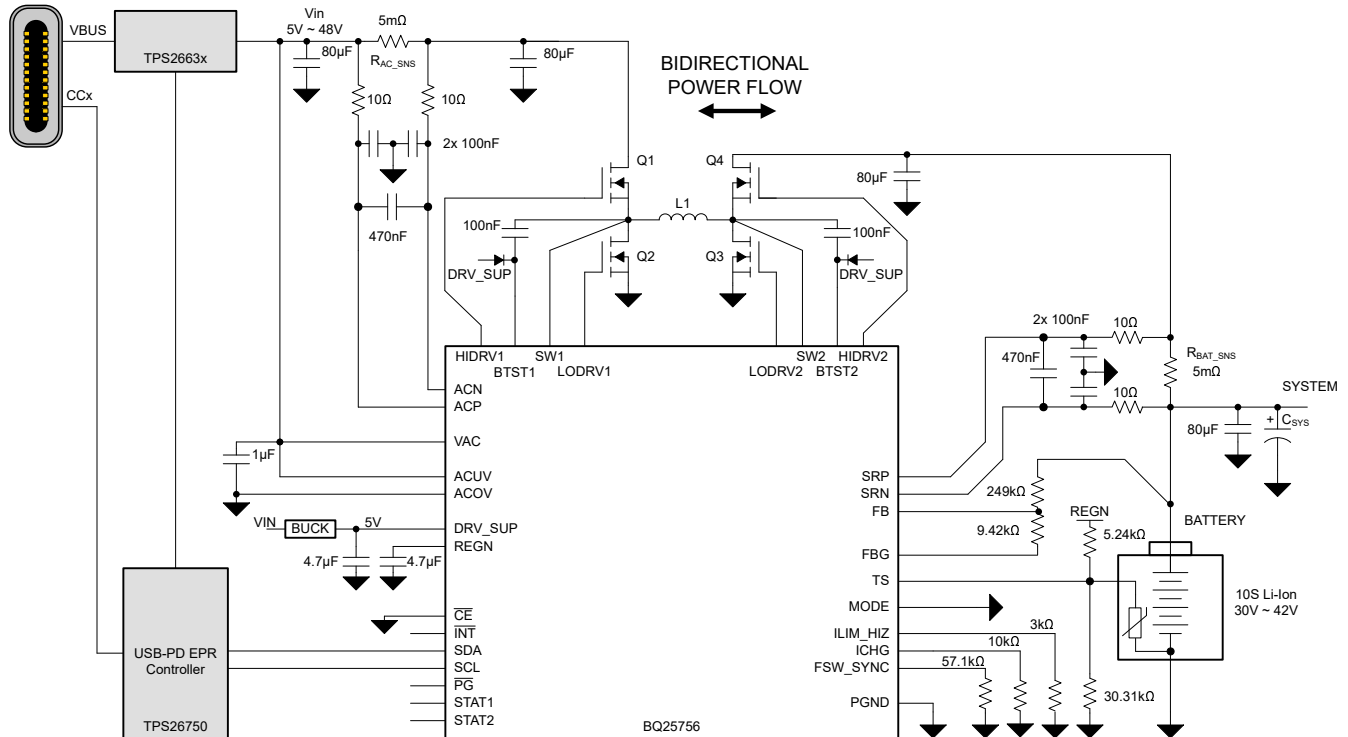 VBUS
CCx
TPS2663x
Vin
5V ~ 48V
5mΩ
R_AC_SNS
80µF
80µF
10Ω
10Ω
2x 100nF
470nF
BIDIRECTIONAL
POWER FLOW
Q1
Q4
80µF
L1
100nF
100nF
Q2
Q3
DRV_SUP
DRV_SUP
HIDRV1
BTST1
SW1
LODRV1
LODRV2
SW2
BTST2
HIDRV2
2x 100nF
10Ω
470nF
10Ω
R_BAT_SNS
5mΩ
SYSTEM
80µF
+
C_SYS
ACN
ACP
VAC
1µF
ACUV
ACOV
VIN
BUCK
5V
DRV_SUP
REGN
4.7µF
4.7µF
CE
INT
SDA
SCL
PG
STAT1
STAT2
SRP
SRN
FB
FBG
TS
MODE
ILIM_HIZ
ICHG
FSW_SYNC
PGND
249kΩ
9.42kΩ
REGN
5.24kΩ
BATTERY
10S Li-Ion
30V ~ 42V
3kΩ
10kΩ
57.1kΩ
30.31kΩ
USB-PD EPR
Controller
TPS26750
BQ25756